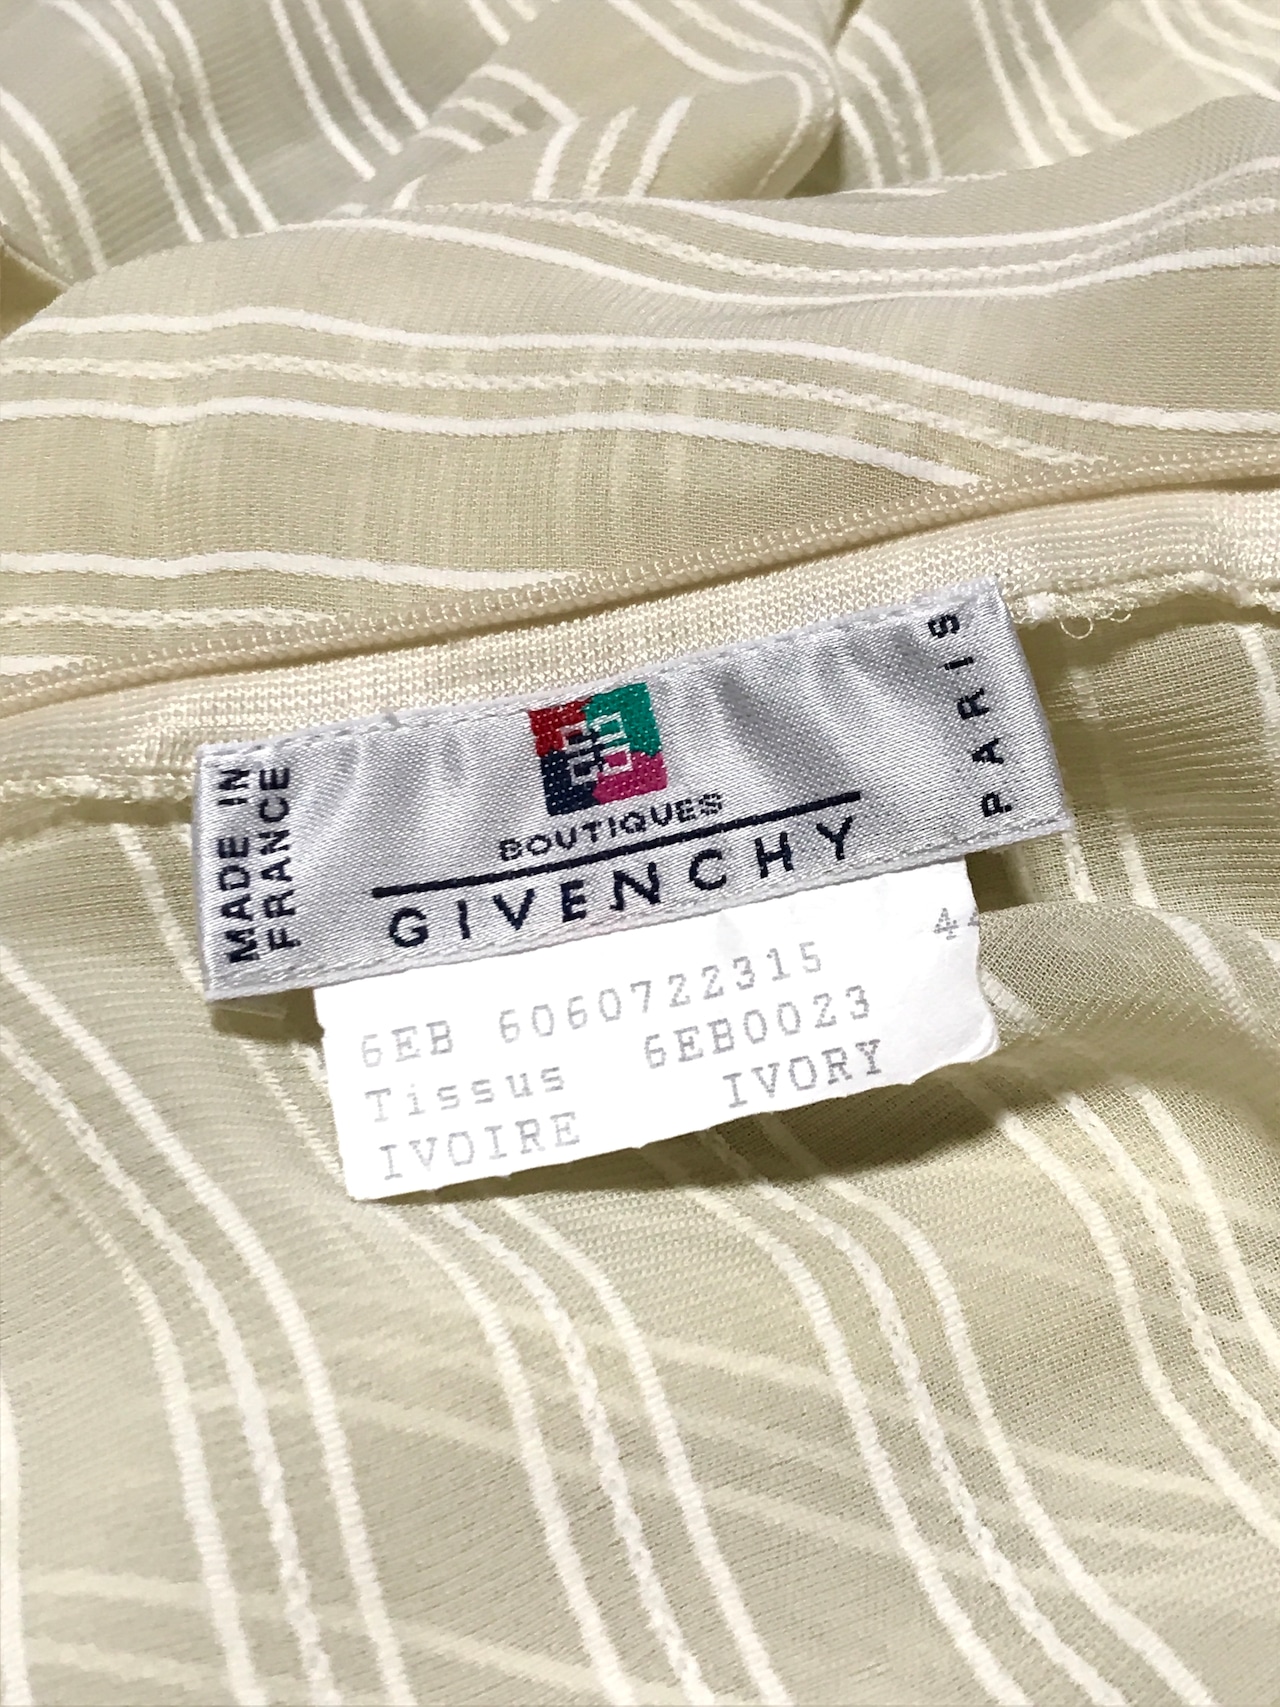 MADE IN
FRANCE
BOUTIQUES
GIVENCHY
PARIS
6EB 6060722315
Tissus 6EB0023
IVOIRE IVORY